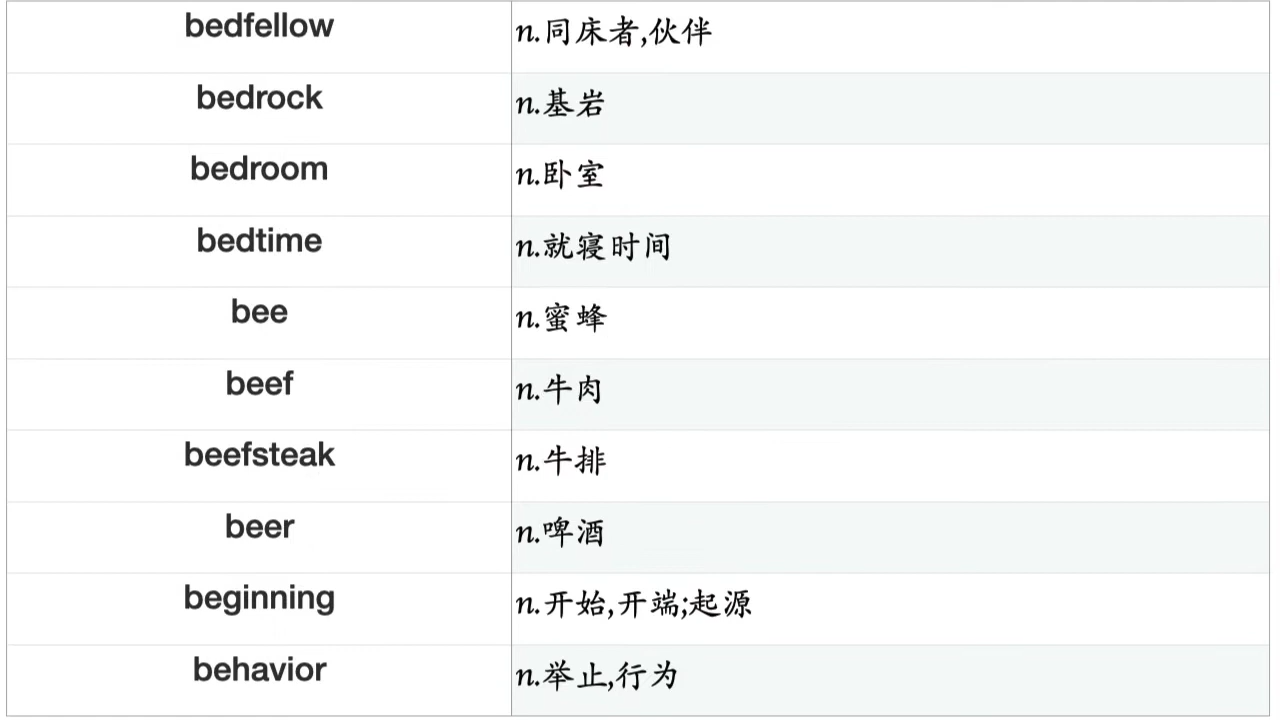 bedfellow n.同床者,伙伴
bedrock n.基岩
bedroom n.卧室
bedtime n.就寝时间
bee n.蜜蜂
beef n.牛肉
beefsteak n.牛排
beer n.啤酒
beginning n.开始,开端;起源
behavior n.举止,行为